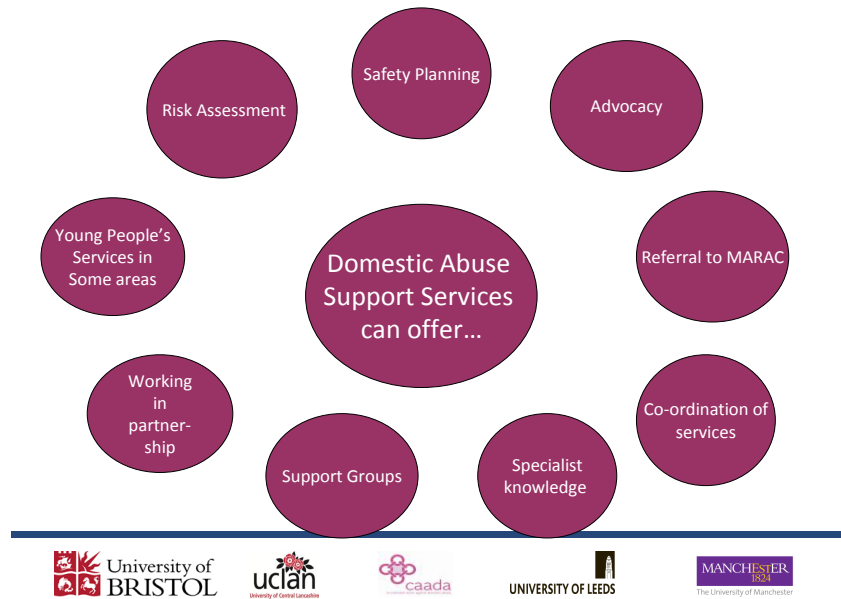 Safety Planning
Risk Assessment
Advocacy
Young People's
Services in
Some areas
Domestic Abuse
Support Services
can offer...
Referral to MARAC
Working
in
partner-
ship
Co-ordination of
services
Support Groups
Specialist
knowledge
University of
BRISTOL
uclan
University of Central Lancashire
caada
UNIVERSITY OF LEEDS
MANCHESTER
1824
The University of Manchester